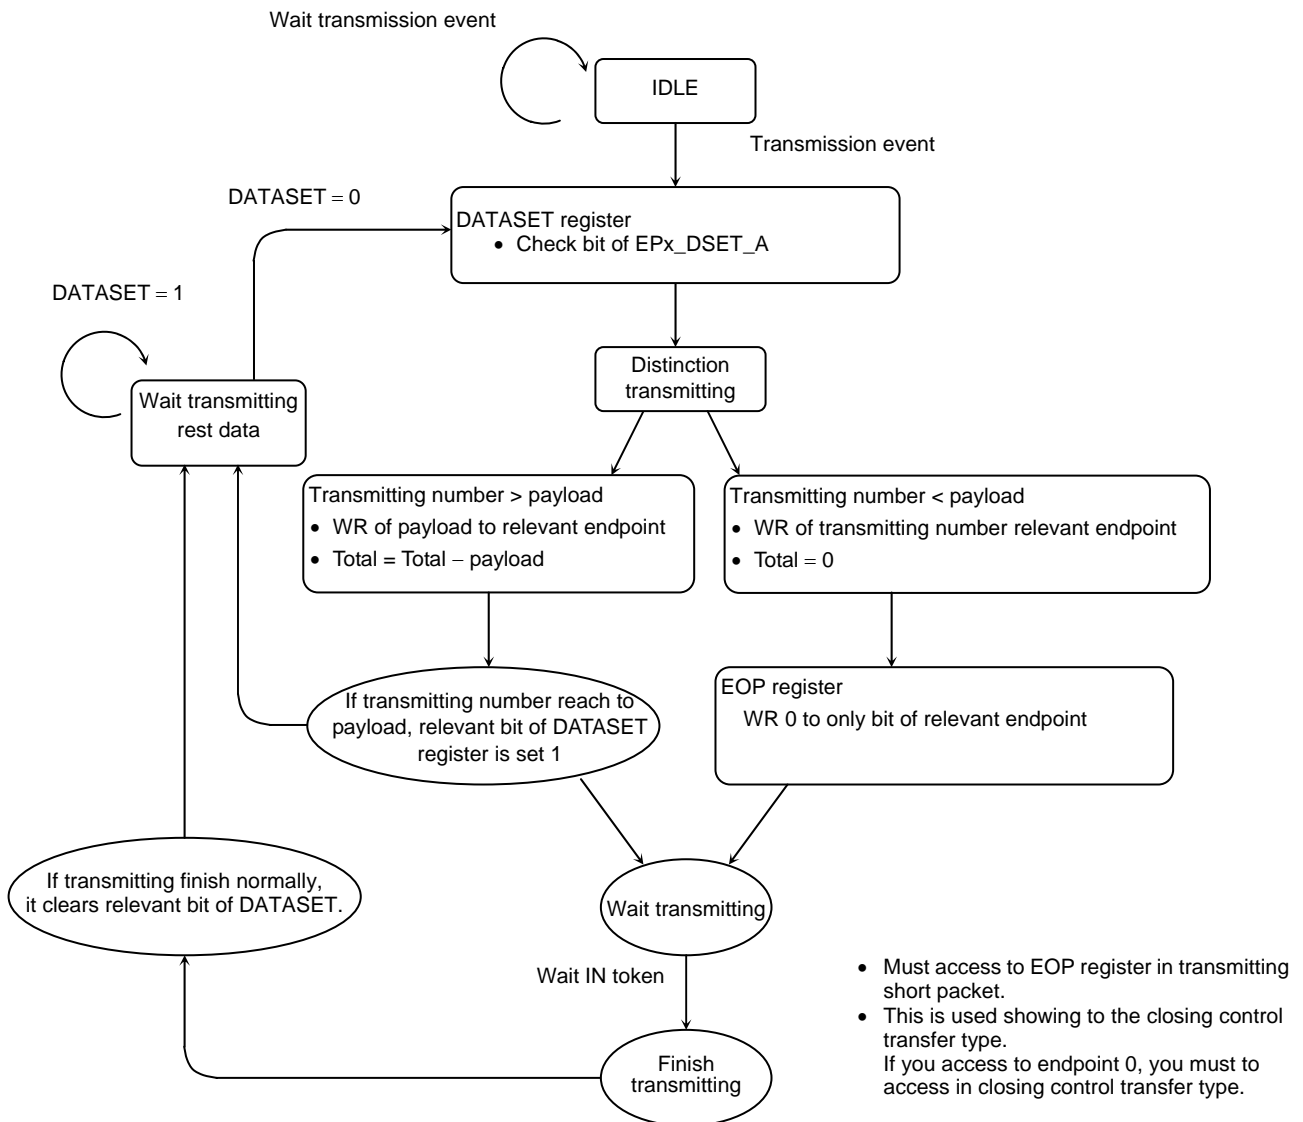 Wait transmission event
IDLE
Transmission event
DATASET = 0
DATASET register
• Check bit of EPx_DSET_A
DATASET = 1
Distinction
transmitting
Wait transmitting
rest data
Transmitting number > payload
• WR of payload to relevant endpoint
• Total = Total − payload
Transmitting number < payload
• WR of transmitting number relevant endpoint
• Total = 0
If transmitting number reach to
payload, relevant bit of DATASET
register is set 1
EOP register
WR 0 to only bit of relevant endpoint
If transmitting finish normally,
it clears relevant bit of DATASET.
Wait transmitting
Wait IN token
Finish
transmitting
• Must access to EOP register in transmitting
short packet.
• This is used showing to the closing control
transfer type.
If you access to endpoint 0, you must to
access in closing control transfer type.